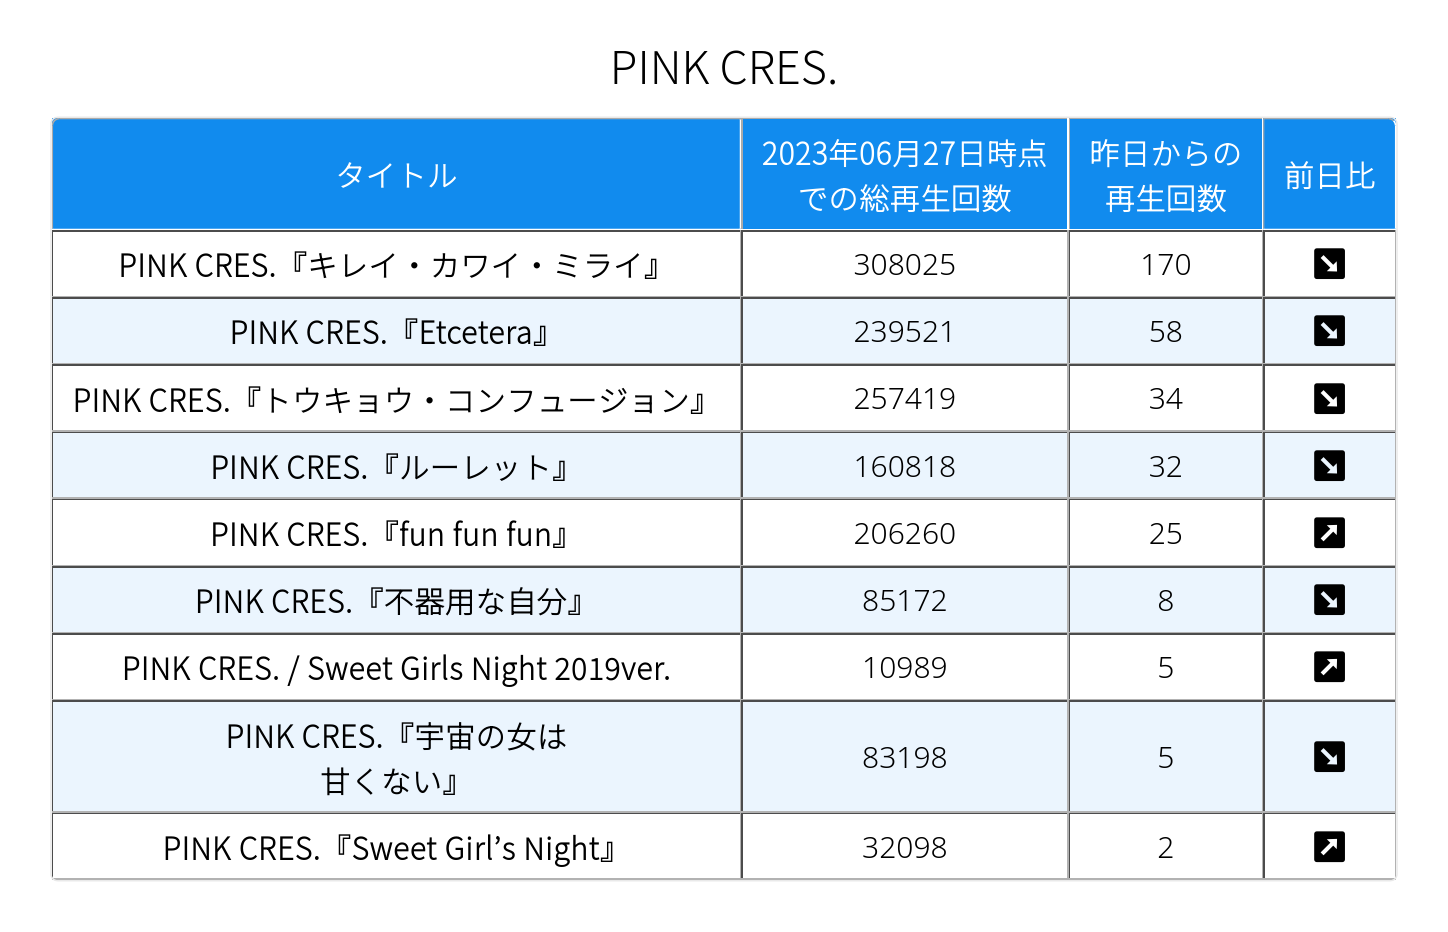 PINK CRES.
タイトル
2023年06月27日時点
での総再生回数
昨日からの
再生回数
前日比
PINK CRES.『キレイ・カワイ・ミライ』 308025 170 ↘
PINK CRES.『Etcetera』 239521 58 ↘
PINK CRES.『トウキョウ・コンフュージョン』 257419 34 ↘
PINK CRES.『ルーレット』 160818 32 ↘
PINK CRES.『fun fun fun』 206260 25 ↗
PINK CRES.『不器用な自分』 85172 8 ↘
PINK CRES. / Sweet Girls Night 2019ver. 10989 5 ↗
PINK CRES.『宇宙の女は
甘くない』 83198 5 ↘
PINK CRES.『Sweet Girl’s Night』 32098 2 ↗